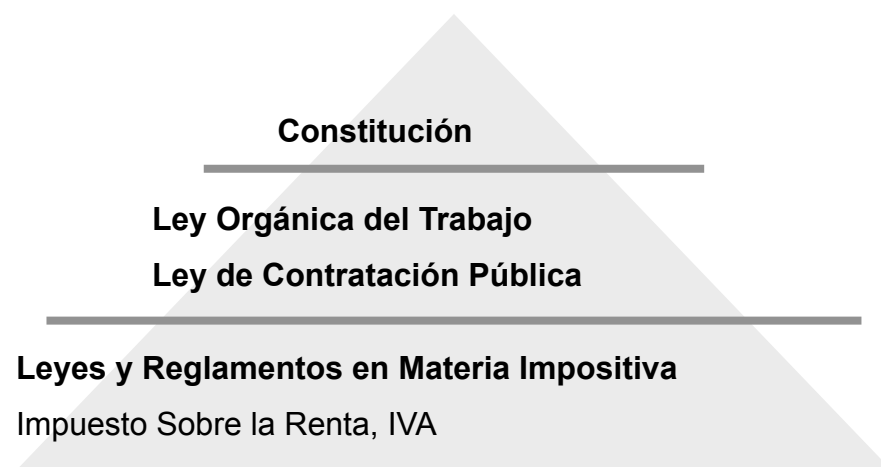 Constitución
Ley Orgánica del Trabajo
Ley de Contratación Pública
Leyes y Reglamentos en Materia Impositiva
Impuesto Sobre la Renta, IVA